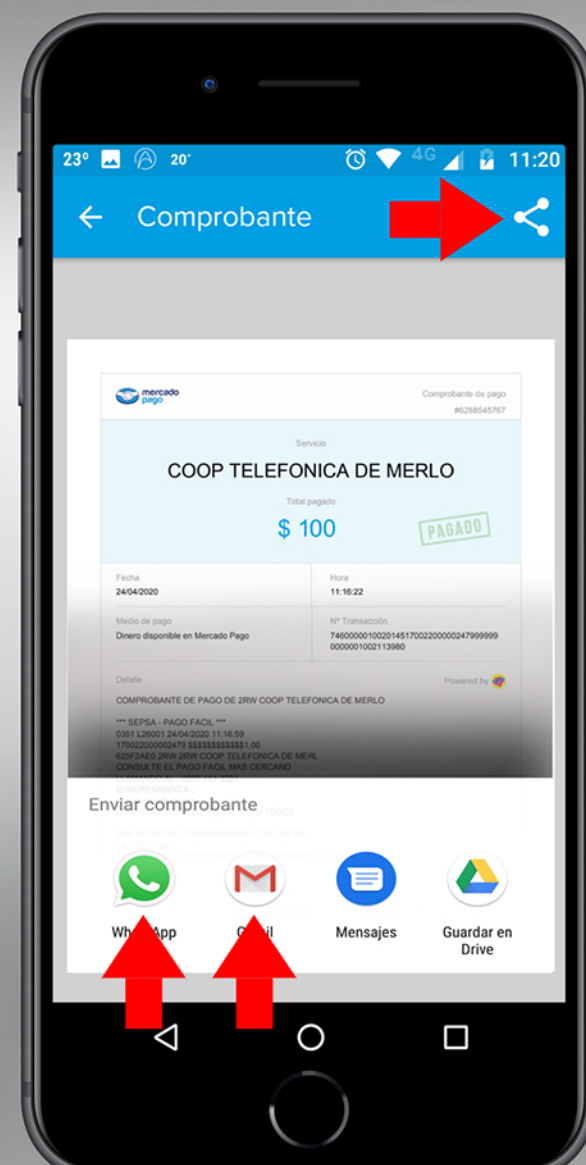 23° 20° 4G 11:20
Comprobante
mercado pago
Comprobante de pago
#6288545767
Servicio
COOP TELEFONICA DE MERLO
Total pagado
$ 100
PAGADO
Fecha
24/04/2020
Hora
11:16:22
Medio de pago
Dinero disponible en Mercado Pago
Nº Transacción
74600000100201451700220000024799999
0000001002113980
Detalle
Powered by
COMPROBANTE DE PAGO DE 2RW COOP TELEFONICA DE MERLO
*** SEPSA - PAGO FACIL ***
0351 L26001 24/04/2020 11:16:59
170022000002479 $$$$$$$$$$$$1,00
625F2AE0 2RW 2RW COOP TELEFONICA DE MERL
CONSULTE EL PAGO FACIL MAS CERCANO
O INGRESANDO A :
Enviar comprobante
Mensajes
Guardar en
Drive